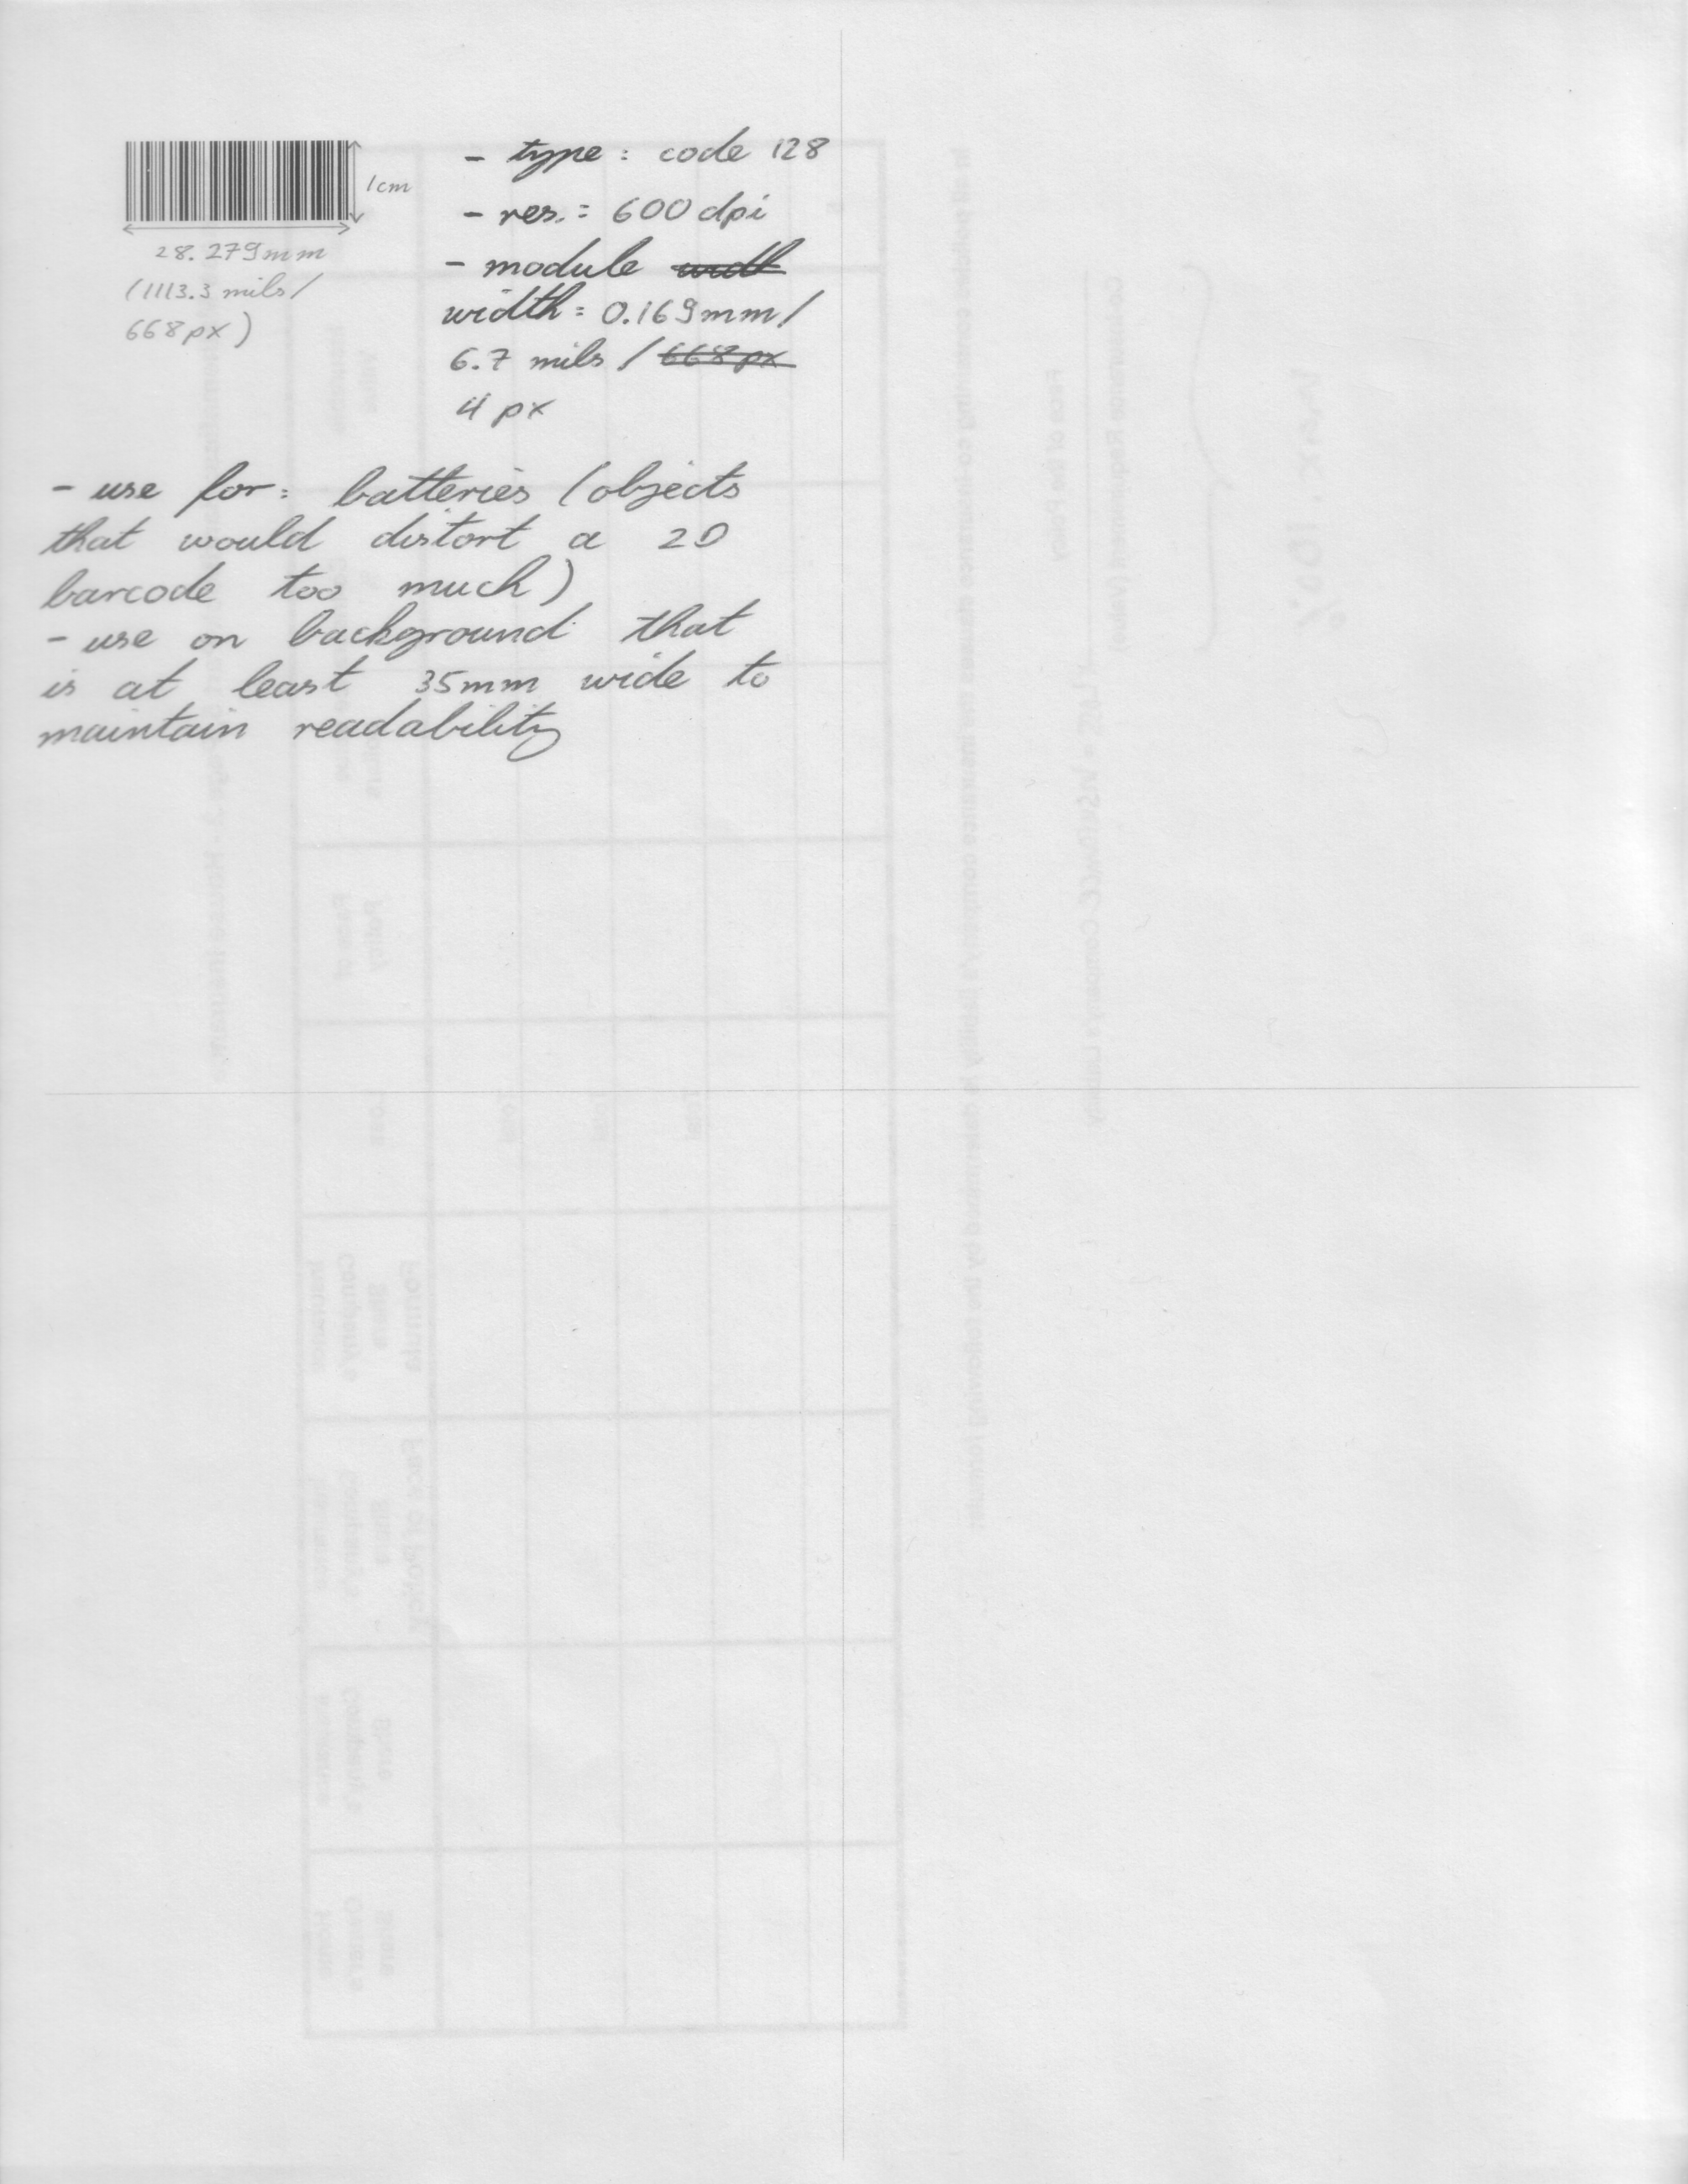 1cm
28.279mm
(1113.3 mils/
668px)
- type: code 128
- res.: 600 dpi
- module width
width: 0.169mm/
6.7 mils / 668px
4 px
- use for: batteries (objects
that would distort a 2D
barcode too much)
- use on background that
is at least 35mm wide to
maintain readability